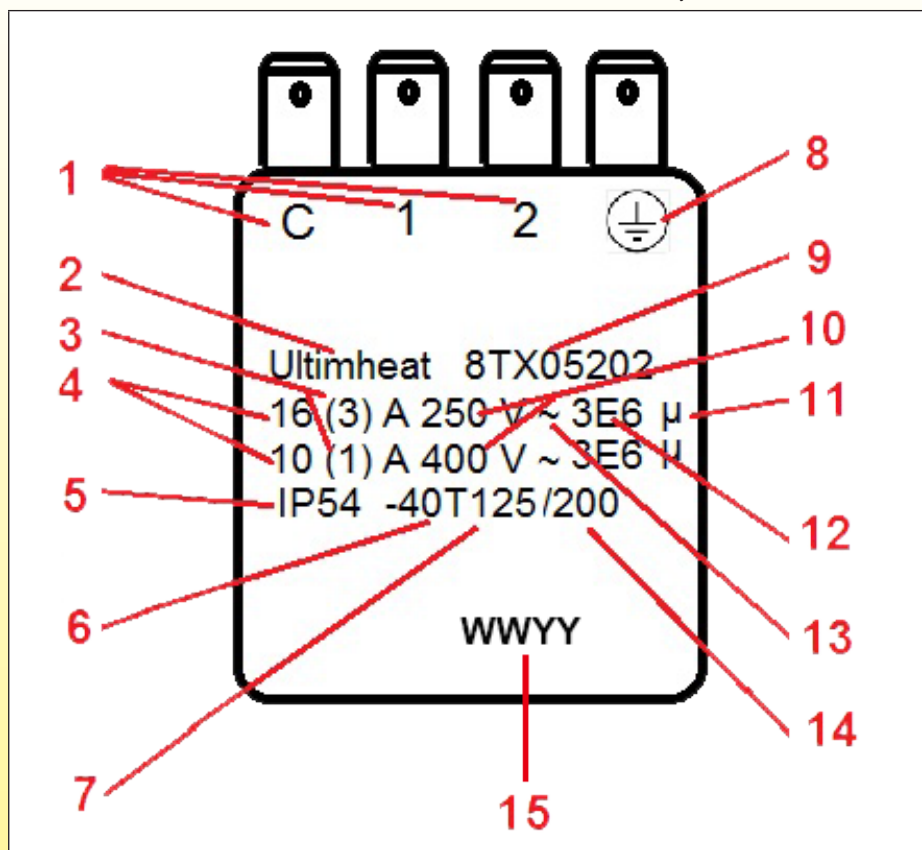 1 C 1 2 8
2 9
3 10
Ultimheat 8TX05202
4 16 (3) A 250 V ~ 3E6 µ 11
10 (1) A 400 V ~ 3E6 µ
5 IP54 -40T125/200 12
6 WWYY 13
14
7 15